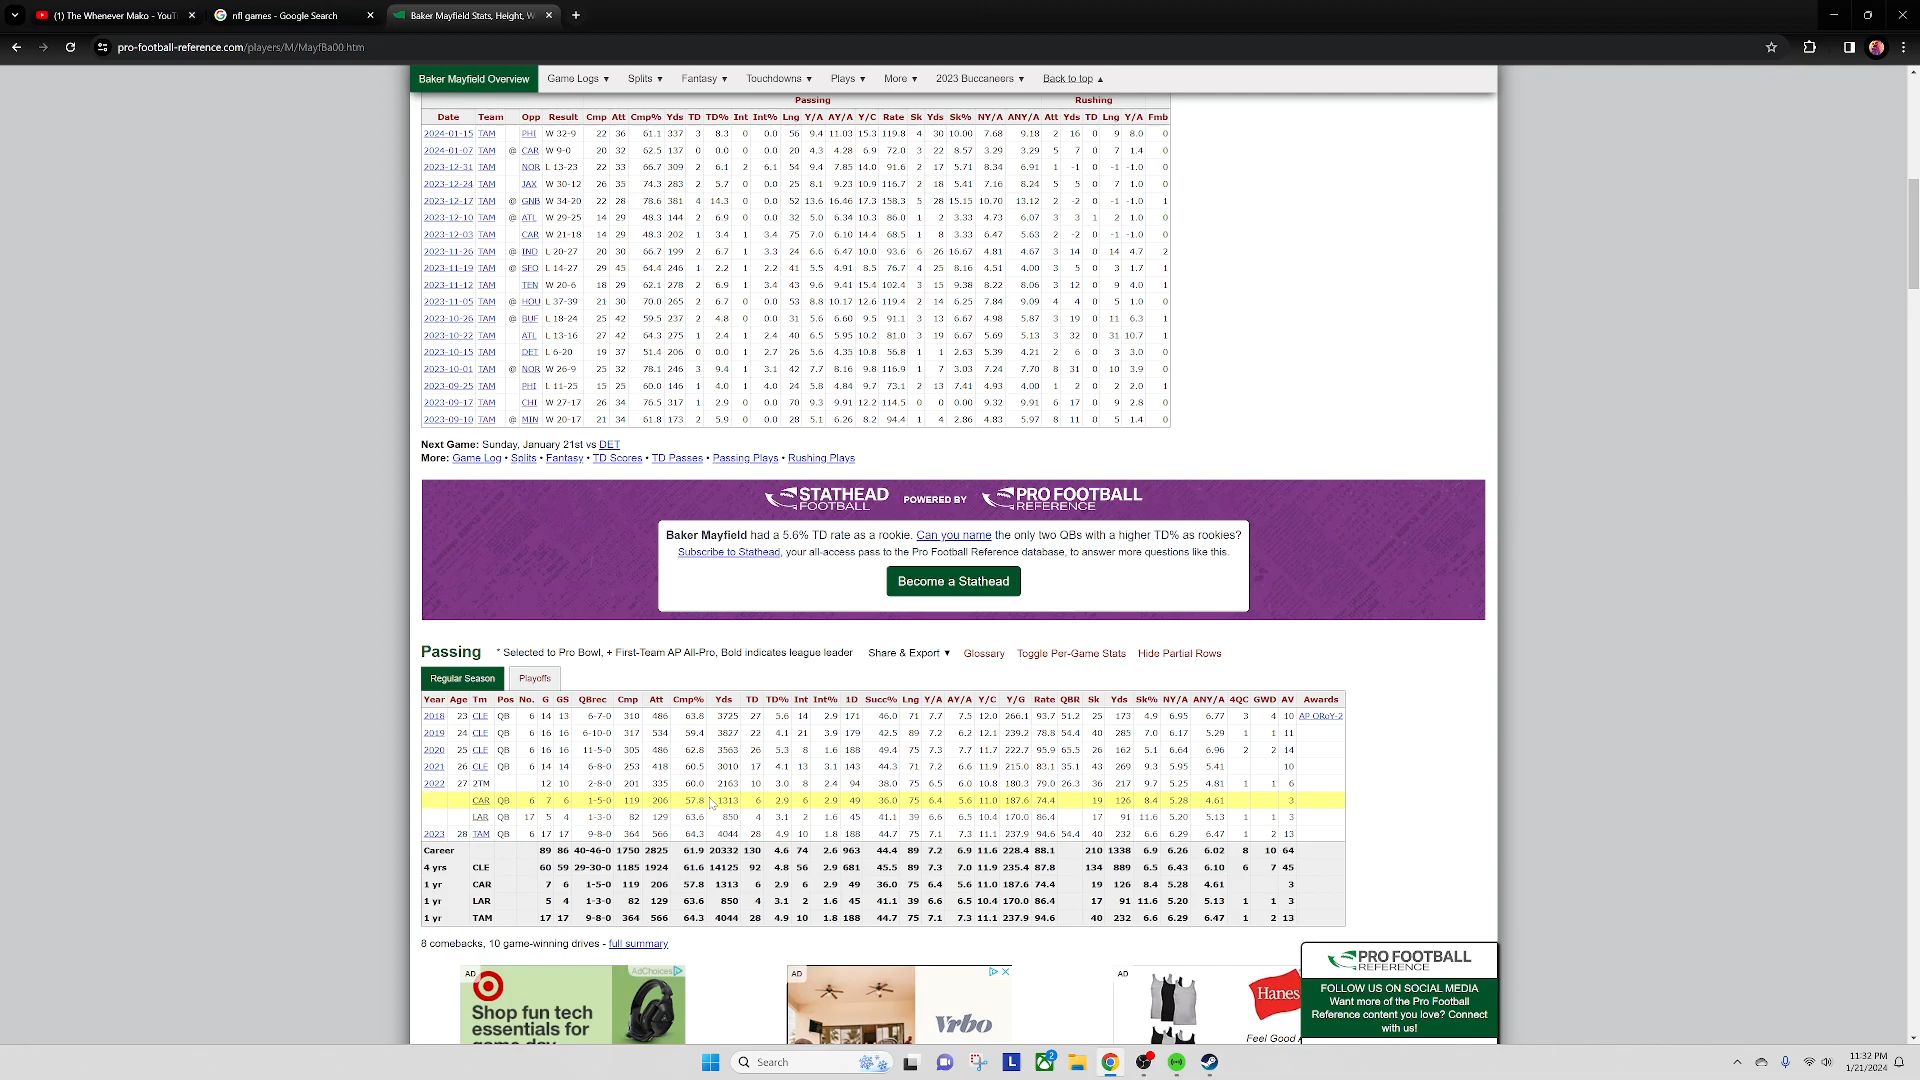 (1) The Whenever Mako - YouTu
nfl games - Google Search
Baker Mayfield Stats, Height, W
pro-football-reference.com/players/M/MayfBa00.htm
Baker Mayfield Overview Game Logs ▼ Splits ▼ Fantasy ▼ Touchdowns ▼ Plays ▼ More ▼ 2023 Buccaneers ▼ Back to top ▲
Passing Rushing
Date Team Opp Result Cmp Att Cmp% Yds TD TD% Int Int% Lng Y/A AY/A Y/C Rate Sk Yds Sk% NY/A ANY/A Att Yds TD Lng Y/A Fmb
2024-01-15 TAM PHI W 32-9 22 36 61.1 337 3 8.3 0 0.0 56 9.4 11.03 15.3 119.8 4 30 10.00 7.68 9.18 2 16 0 9 8.0 0
2024-01-07 TAM @ CAR W 9-0 20 32 62.5 137 0 0.0 0 0.0 20 4.3 4.28 6.9 72.0 3 22 8.57 3.29 3.29 5 7 0 7 1.4 0
2023-12-31 TAM NOR L 13-23 22 33 66.7 309 2 6.1 2 6.1 54 9.4 7.85 14.0 91.6 2 17 5.71 8.34 6.91 1 -1 0 -1 -1.0 0
2023-12-24 TAM JAX W 30-12 26 35 74.3 283 2 5.7 0 0.0 25 8.1 9.23 10.9 116.7 2 18 5.41 7.16 8.24 5 5 0 7 1.0 0
2023-12-17 TAM @ GNB W 34-20 22 28 78.6 381 4 14.3 0 0.0 52 13.6 16.46 17.3 158.3 5 28 15.15 10.70 13.12 2 -2 0 -1 -1.0 1
2023-12-10 TAM @ ATL W 29-25 14 29 48.3 144 2 6.9 0 0.0 32 5.0 6.34 10.3 86.0 1 2 3.33 4.73 6.07 3 3 1 2 1.0 0
2023-12-03 TAM CAR W 21-18 14 29 48.3 202 1 3.4 1 3.4 75 7.0 6.10 14.4 68.5 1 8 3.33 6.47 5.63 2 -2 0 -1 -1.0 0
2023-11-26 TAM @ IND L 20-27 20 30 66.7 199 2 6.7 1 3.3 24 6.6 6.47 10.0 93.6 6 26 16.67 4.81 4.67 3 14 0 14 4.7 2
2023-11-19 TAM @ SFO L 14-27 29 45 64.4 246 1 2.2 1 2.2 41 5.5 4.91 8.5 76.7 4 25 8.16 4.51 4.00 3 5 0 3 1.7 1
2023-11-12 TAM TEN W 20-6 18 29 62.1 278 2 6.9 1 3.4 43 9.6 9.41 15.4 102.4 3 15 9.38 8.22 8.06 3 12 0 9 4.0 1
2023-11-05 TAM @ HOU L 37-39 21 30 70.0 265 2 6.7 0 0.0 53 8.8 10.17 12.6 119.4 2 14 6.25 7.84 9.09 4 4 0 5 1.0 0
2023-10-26 TAM @ BUF L 18-24 25 42 59.5 237 2 4.8 0 0.0 31 5.6 6.60 9.5 91.1 3 13 6.67 4.98 5.87 3 19 0 11 6.3 1
2023-10-22 TAM ATL L 13-16 27 42 64.3 275 1 2.4 1 2.4 40 6.5 5.95 10.2 81.0 3 19 6.67 5.69 5.13 3 32 0 31 10.7 1
2023-10-15 TAM DET L 6-20 19 37 51.4 206 0 0.0 1 2.7 26 5.6 4.35 10.8 56.8 1 1 2.63 5.39 4.21 2 6 0 3 3.0 0
2023-10-01 TAM @ NOR W 26-9 25 32 78.1 246 3 9.4 1 3.1 42 7.7 8.16 9.8 116.9 1 7 3.03 7.24 7.70 8 31 0 10 3.9 0
2023-09-25 TAM PHI L 11-25 15 25 60.0 146 1 4.0 1 4.0 24 5.8 4.84 9.7 73.1 2 13 7.41 4.93 4.00 1 2 0 2 2.0 1
2023-09-17 TAM CHI W 27-17 26 34 76.5 317 1 2.9 0 0.0 70 9.3 9.91 12.2 114.5 0 0 0.00 9.32 9.91 6 17 0 9 2.8 0
2023-09-10 TAM @ MIN W 20-17 21 34 61.8 173 2 5.9 0 0.0 28 5.1 6.26 8.2 94.4 1 4 2.86 4.83 5.97 8 11 0 5 1.4 0
Next Game: Sunday, January 21st vs DET
More: Game Log • Splits • Fantasy • TD Scores • TD Passes • Passing Plays • Rushing Plays
STATHEAD FOOTBALL POWERED BY PRO FOOTBALL REFERENCE
Baker Mayfield had a 5.6% TD rate as a rookie. Can you name the only two QBs with a higher TD% as rookies?
Subscribe to Stathead, your all-access pass to the Pro Football Reference database, to answer more questions like this.
Become a Stathead
Passing * Selected to Pro Bowl, + First-Team AP All-Pro, Bold indicates league leader Share & Export ▼ Glossary Toggle Per-Game Stats Hide Partial Rows
Regular Season Playoffs
Year Age Tm Pos No. G GS QBrec Cmp Att Cmp% Yds TD TD% Int Int% 1D Succ% Lng Y/A AY/A Y/C Y/G Rate QBR Sk Yds Sk% NY/A ANY/A 4QC GWD AV Awards
2018 23 CLE QB 6 14 13 6-7-0 310 486 63.8 3725 27 5.6 14 2.9 171 46.0 71 7.7 7.5 12.0 266.1 93.7 51.2 25 173 4.9 6.95 6.77 3 4 10 AP ORoY-2
2019 24 CLE QB 6 16 16 6-10-0 317 534 59.4 3827 22 4.1 21 3.9 179 42.5 89 7.2 6.2 12.1 239.2 78.8 54.4 40 285 7.0 6.17 5.29 1 1 11
2020 25 CLE QB 6 16 16 11-5-0 305 486 62.8 3563 26 5.3 8 1.6 188 49.4 75 7.3 7.7 11.7 222.7 95.9 65.5 26 162 5.1 6.64 6.96 2 2 14
2021 26 CLE QB 6 14 14 6-8-0 253 418 60.5 3010 17 4.1 13 3.1 143 44.3 71 7.2 6.6 11.9 215.0 83.1 35.1 43 269 9.3 5.95 5.41 10
2022 27 2TM 12 10 2-8-0 201 335 60.0 2163 10 3.0 8 2.4 94 38.0 75 6.5 6.0 10.8 180.3 79.0 26.3 36 217 9.7 5.25 4.81 1 1 6
CAR QB 6 7 6 1-5-0 119 206 57.8 1313 6 2.9 6 2.9 49 36.0 75 6.4 5.6 11.0 187.6 74.4 19 126 8.4 5.28 4.61 3
LAR QB 17 5 4 1-3-0 82 129 63.6 850 4 3.1 2 1.6 45 41.1 39 6.6 6.5 10.4 170.0 86.4 17 91 11.6 5.20 5.13 1 1 3
2023 28 TAM QB 6 17 17 9-8-0 364 566 64.3 4044 28 4.9 10 1.8 188 44.7 75 7.1 7.3 11.1 237.9 94.6 54.4 40 232 6.6 6.29 6.47 1 2 13
Career 89 86 40-46-0 1750 2825 61.9 20332 130 4.6 74 2.6 963 44.4 89 7.2 6.9 11.6 228.4 88.1 210 1338 6.9 6.26 6.02 8 10 64
4 yrs CLE 60 59 29-30-0 1185 1924 61.6 14125 92 4.8 56 2.9 681 45.5 89 7.3 7.0 11.9 235.4 87.8 134 889 6.5 6.43 6.10 6 7 45
1 yr CAR 7 6 1-5-0 119 206 57.8 1313 6 2.9 6 2.9 49 36.0 75 6.4 5.6 11.0 187.6 74.4 19 126 8.4 5.28 4.61 3
1 yr LAR 5 4 1-3-0 82 129 63.6 850 4 3.1 2 1.6 45 41.1 39 6.6 6.5 10.4 170.0 86.4 17 91 11.6 5.20 5.13 1 1 3
1 yr TAM 17 17 9-8-0 364 566 64.3 4044 28 4.9 10 1.8 188 44.7 75 7.1 7.3 11.1 237.9 94.6 40 232 6.6 6.29 6.47 1 2 13
8 comebacks, 10 game-winning drives - full summary
AD AdChoices
Shop fun tech
essentials for
game day
AD
Vrbo
AD
Hanes
Feel Good
PRO FOOTBALL
REFERENCE
FOLLOW US ON SOCIAL MEDIA
Want more of the Pro Football
Reference content you love? Connect
with us!
Search
L
2
11:32 PM
1/21/2024